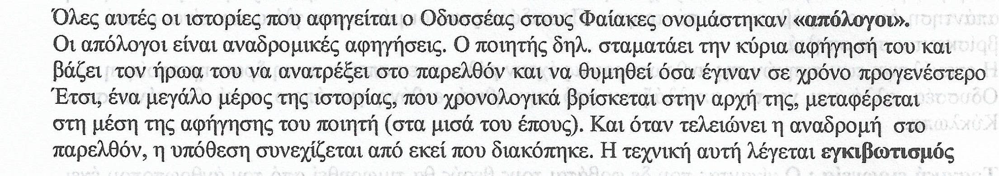 Όλες αυτές οι ιστορίες που αφηγείται ο Οδυσσέας στους Φαίακες ονομάστηκαν «απόλογοι».
Οι απόλογοι είναι αναδρομικές αφηγήσεις. Ο ποιητής δηλ. σταματάει την κύρια αφήγησή του και
βάζει τον ήρωα του να ανατρέξει στο παρελθόν και να θυμηθεί όσα έγιναν σε χρόνο προγενέστερο
Έτσι, ένα μεγάλο μέρος της ιστορίας, που χρονολογικά βρίσκεται στην αρχή της, μεταφέρεται
στη μέση της αφήγησης του ποιητή (στα μισά του έπους). Και όταν τελειώνει η αναδρομή στο
παρελθόν, η υπόθεση συνεχίζεται από εκεί που διακόπηκε. Η τεχνική αυτή λέγεται εγκιβωτισμός